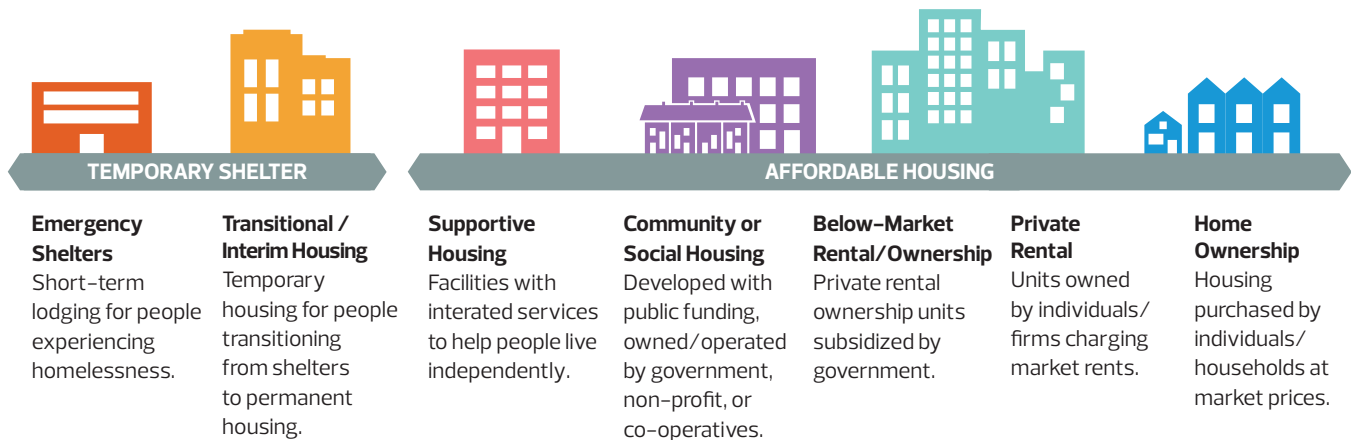 TEMPORARY SHELTER
AFFORDABLE HOUSING
Emergency
Shelters
Short-term
lodging for people
experiencing
homelessness.
Transitional /
Interim Housing
Temporary
housing for people
transitioning
from shelters
to permanent
housing.
Supportive
Housing
Facilities with
interated services
to help people live
independently.
Community or
Social Housing
Developed with
public funding,
owned/operated
by government,
non-profit, or
co-operatives.
Below-Market
Rental/Ownership
Private rental
ownership units
subsidized by
government.
Private
Rental
Units owned
by individuals/
firms charging
market rents.
Home
Ownership
Housing
purchased by
individuals/
households at
market prices.